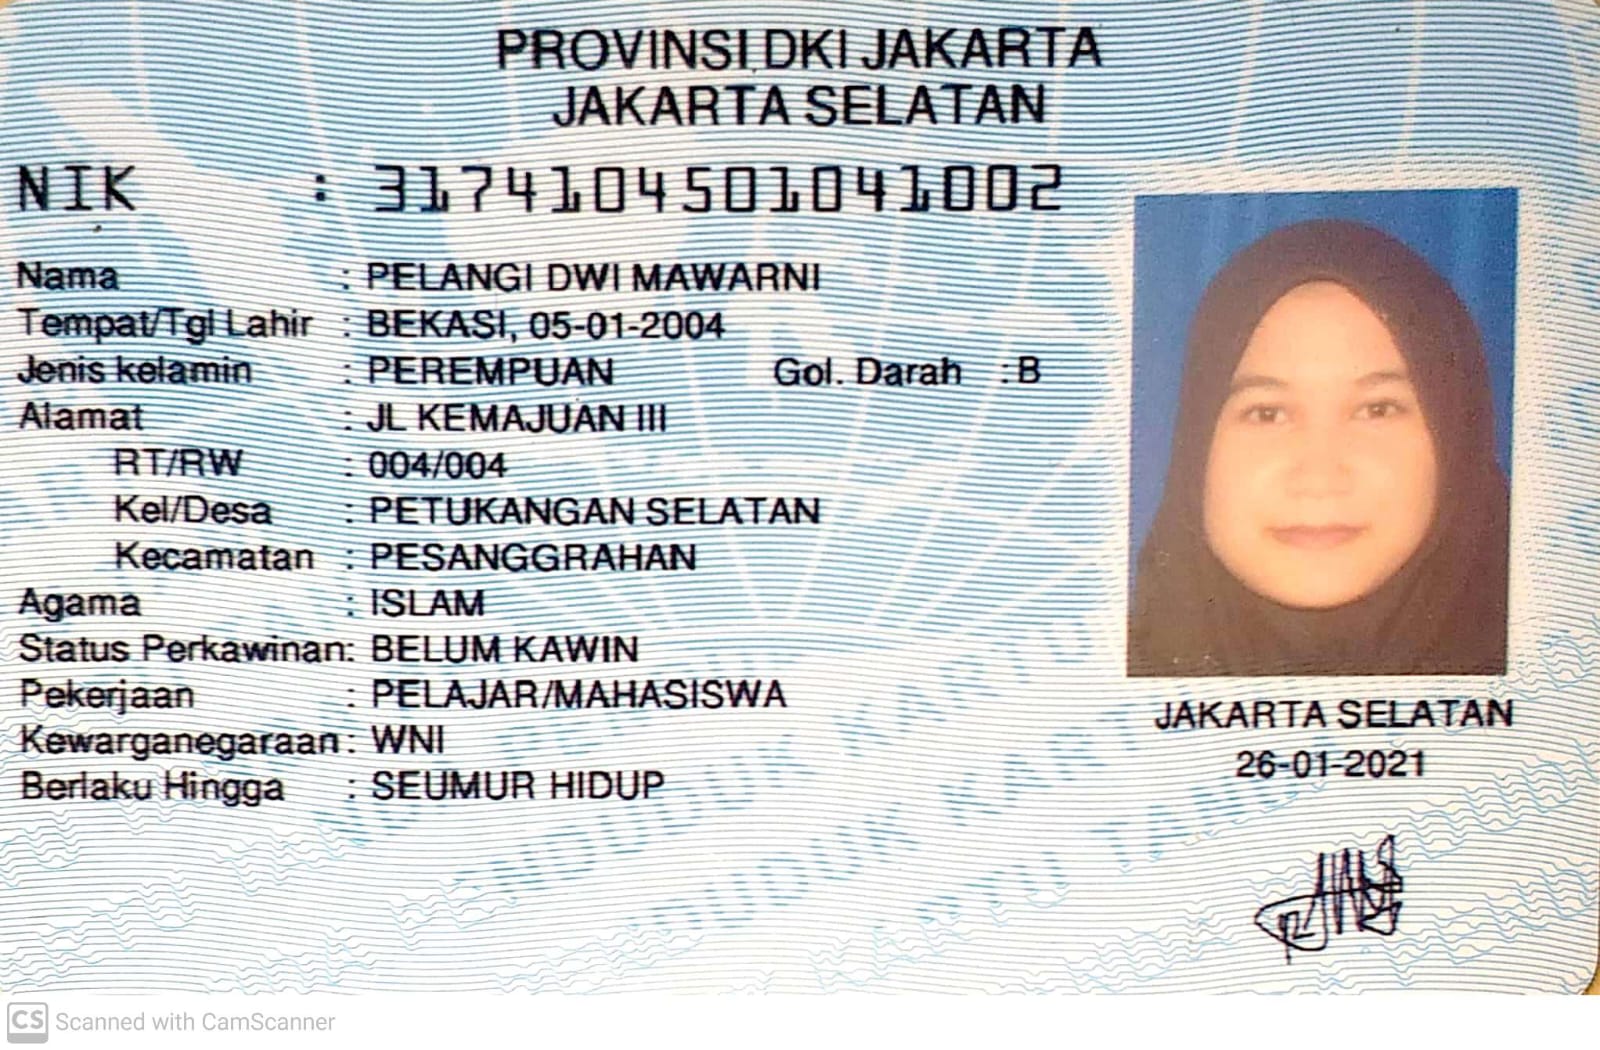 PROVINSI DKI JAKARTA
JAKARTA SELATAN
NIK : 3174104501041002
Nama : PELANGI DWI MAWARNI
Tempat/Tgl Lahir : BEKASI, 05-01-2004
Jenis kelamin : PEREMPUAN Gol. Darah : B
Alamat : JL KEMAJUAN III
RT/RW : 004/004
Kel/Desa : PETUKANGAN SELATAN
Kecamatan : PESANGGRAHAN
Agama : ISLAM
Status Perkawinan: BELUM KAWIN
Pekerjaan : PELAJAR/MAHASISWA
Kewarganegaraan: WNI
Berlaku Hingga : SEUMUR HIDUP
JAKARTA SELATAN
26-01-2021
CS Scanned with CamScanner